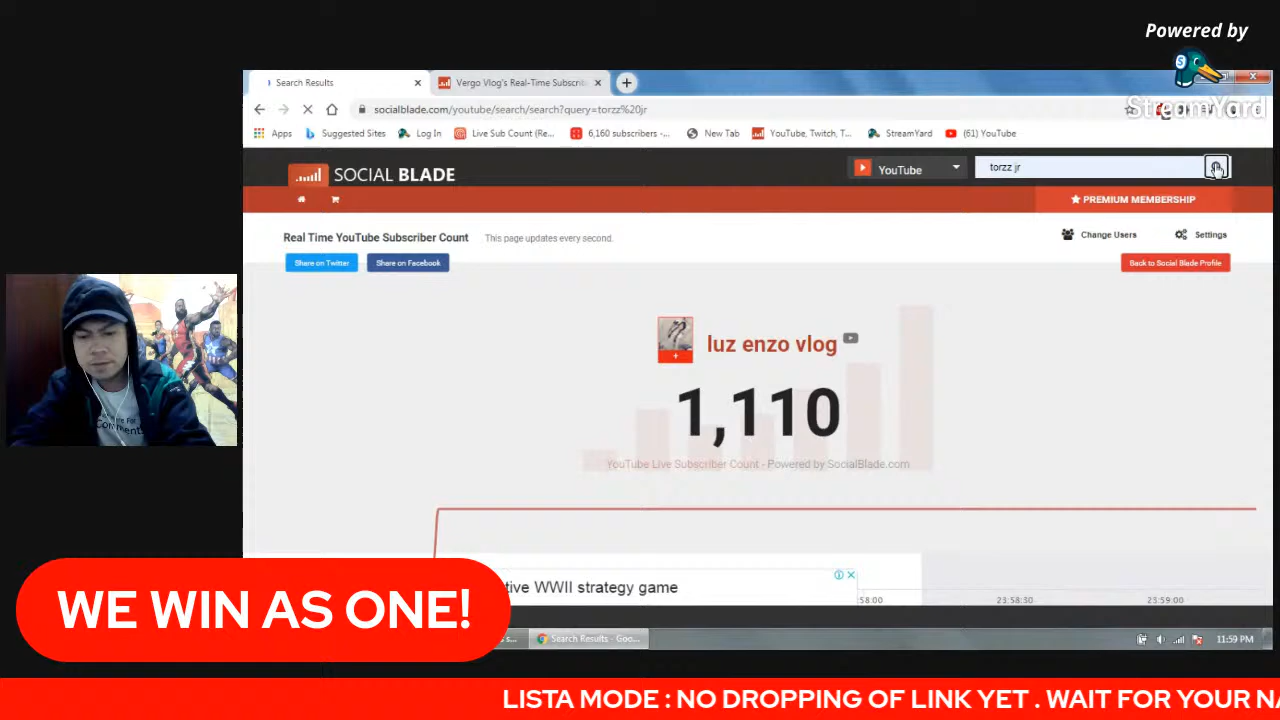 Powered by
StreamYard
Search Results
Vergo Vlog's Real-Time Subscrib
socialblade.com/youtube/search/search?query=torzz%20jr
Apps
Suggested Sites
Log In
Live Sub Count (Re...
6,160 subscribers -...
New Tab
YouTube, Twitch, T...
StreamYard
(61) YouTube
SOCIAL BLADE
YouTube
torzz jr
PREMIUM MEMBERSHIP
Real Time YouTube Subscriber Count
This page updates every second.
Change Users
Settings
Share on Twitter
Share on Facebook
Back to Social Blade Profile
luz enzo vlog
1,110
YouTube Live Subscriber Count - Powered by SocialBlade.com
tive WWII strategy game
58:00
23:58:30
23:59:00
WE WIN AS ONE!
Search Results - Goo...
11:59 PM
LISTA MODE : NO DROPPING OF LINK YET . WAIT FOR YOUR NA